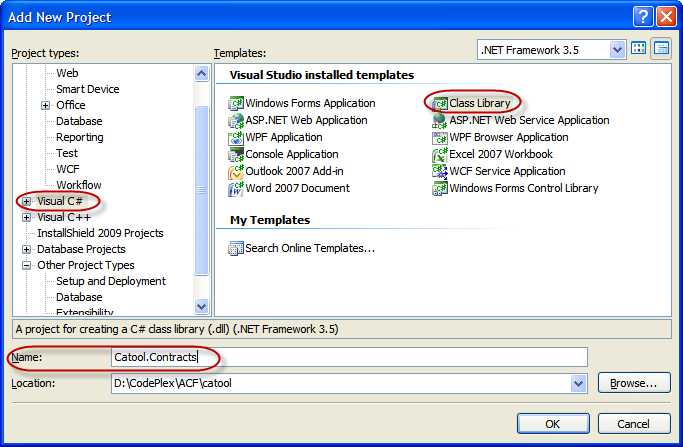 Add New Project
Project types:
Templates:
.NET Framework 3.5
Web
Smart Device
Office
Database
Reporting
Test
WCF
Workflow
Visual C#
Visual C++
InstallShield 2009 Projects
Database Projects
Other Project Types
Setup and Deployment
Database
Extensibility
Visual Studio installed templates
Windows Forms Application
Class Library
ASP.NET Web Application
ASP.NET Web Service Application
WPF Application
WPF Browser Application
Console Application
Excel 2007 Workbook
Outlook 2007 Add-in
WCF Service Application
Word 2007 Document
Windows Forms Control Library
My Templates
Search Online Templates...
A project for creating a C# class library (.dll) (.NET Framework 3.5)
Name:
Catool.Contracts
Location:
D:\CodePlex\ACF\catool
Browse...
OK
Cancel